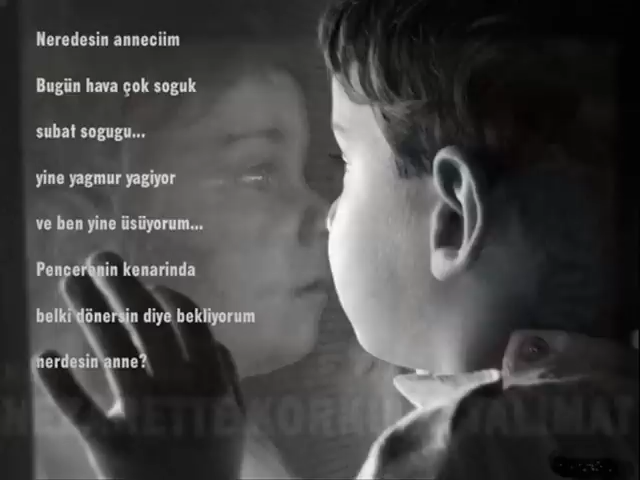 Neredesin anneciim
Bugün hava çok soguk
subat sogugu...
yine yagmur yagiyor
ve ben yine üsüyorum...
Pencerenin kenarinda
belki dönersin diye bekliyorum
nerdesin anne?